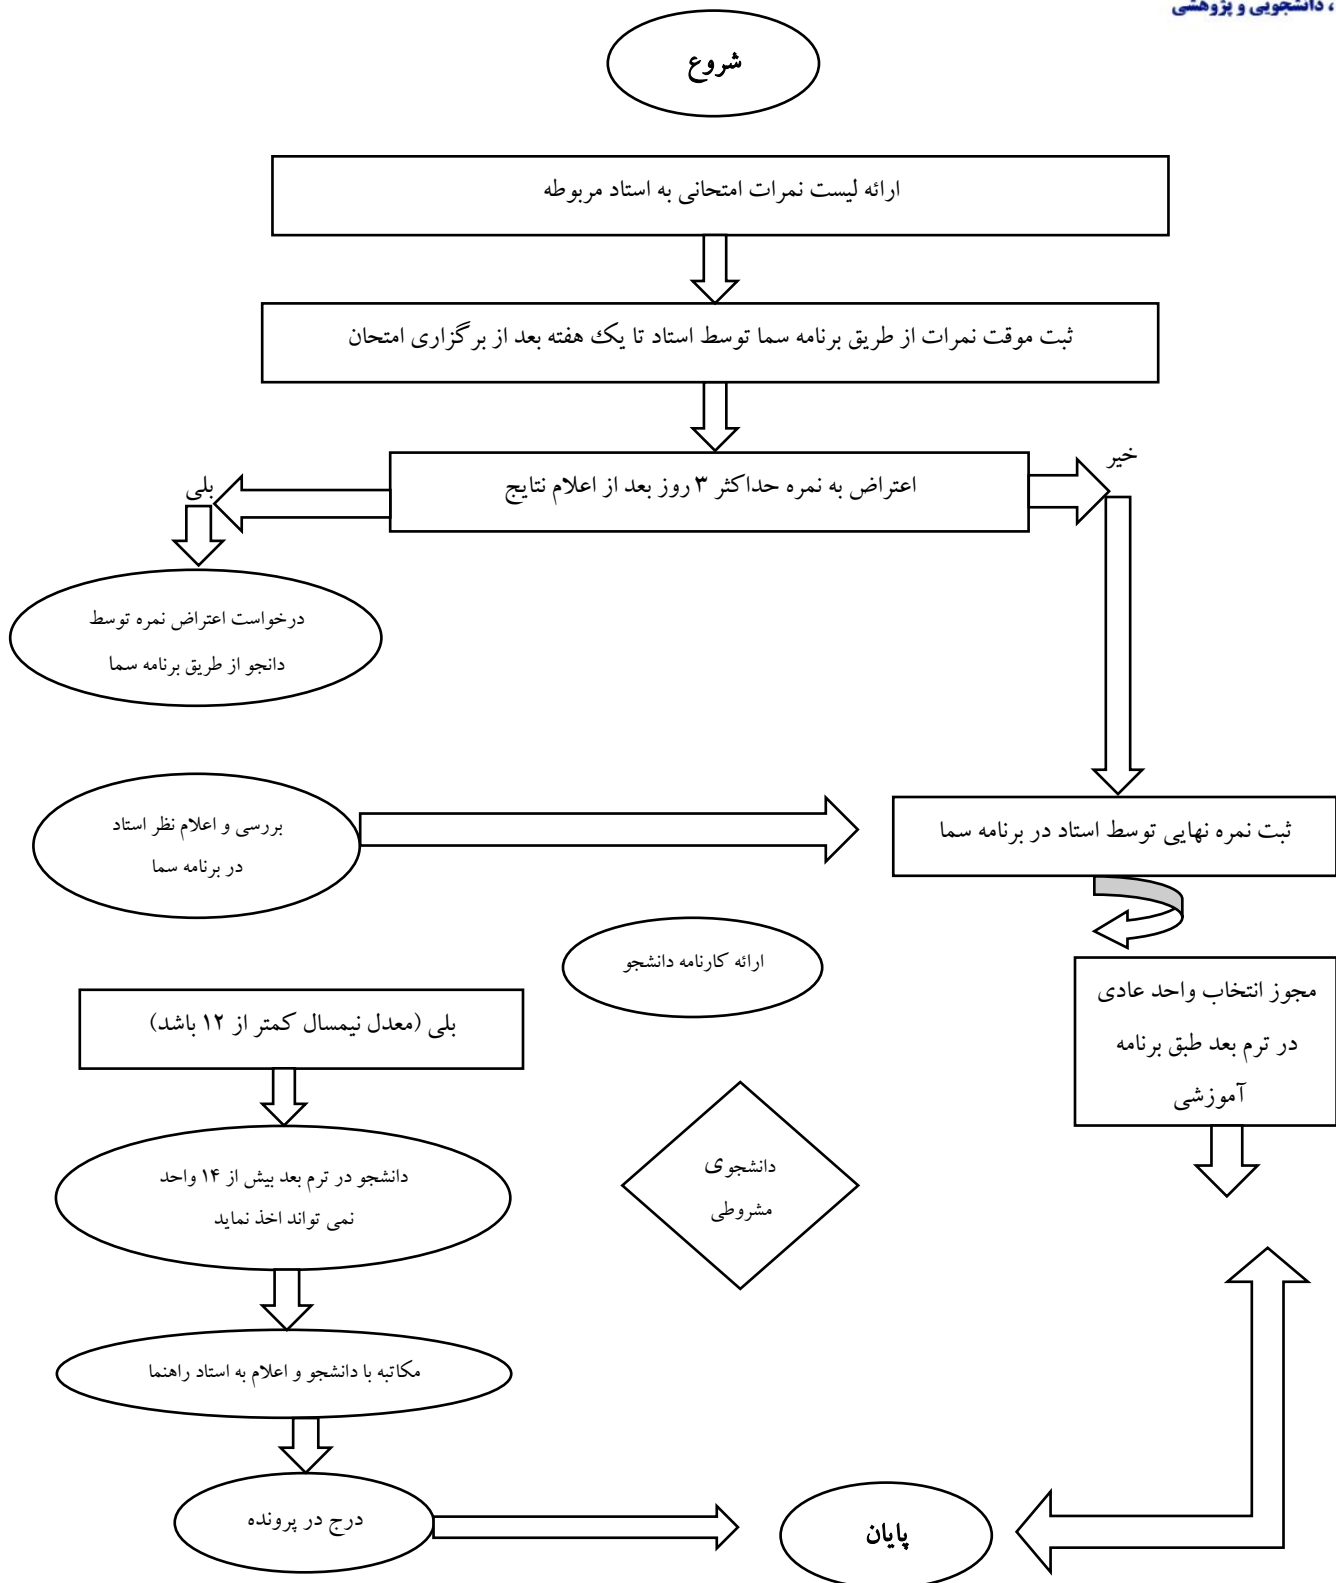 ، دانشجویی و پژوهشی
شروع
ارائه لیست نمرات امتحانی به استاد مربوطه
ثبت موقت نمرات از طریق برنامه سما توسط استاد تا یک هفته بعد از برگزاری امتحان
خیر
اعتراض به نمره حداکثر ۳ روز بعد از اعلام نتایج
بلی
درخواست اعتراض نمره توسط
دانجو از طریق برنامه سما
ثبت نمره نهایی توسط استاد در برنامه سما
بررسی و اعلام نظر استاد
در برنامه سما
ارائه کارنامه دانشجو
مجوز انتخاب واحد عادی
در ترم بعد طبق برنامه
آموزشی
بلی (معدل نیمسال کمتر از ۱۲ باشد)
دانشجوی
مشروطی
دانشجو در ترم بعد بیش از ۱۴ واحد
نمی تواند اخذ نماید
مکاتبه با دانشجو و اعلام به استاد راهنما
درج در پرونده
پایان